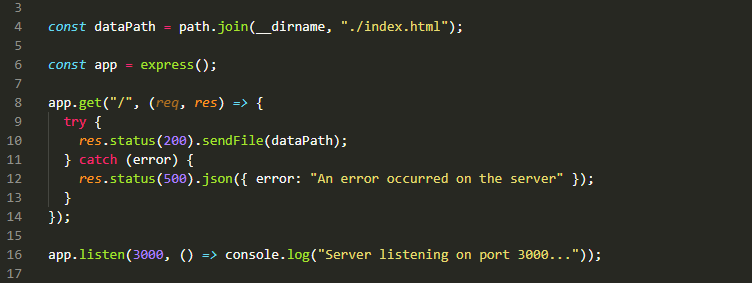 3
4 const dataPath = path.join(__dirname, "./index.html");
5
6 const app = express();
7
8 app.get("/", (req, res) => {
9 try {
10 res.status(200).sendFile(dataPath);
11 } catch (error) {
12 res.status(500).json({ error: "An error occurred on the server" });
13 }
14 });
15
16 app.listen(3000, () => console.log("Server listening on port 3000..."));
17